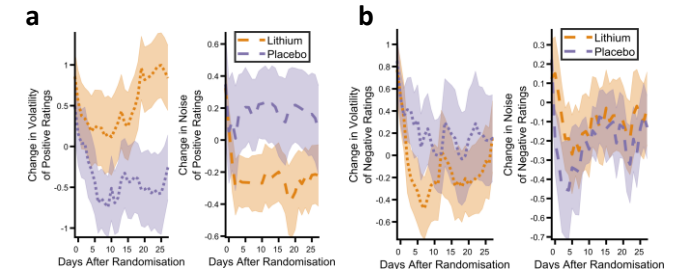 a
b
Lithium
Placebo
Lithium
Placebo
Change in Volatility
of Positive Ratings
1
0.5
0
-0.5
-1
0 5 10 15 20 25
Days After Randomisation
Change in Noise
of Positive Ratings
0.6
0.4
0.2
0
-0.2
-0.4
-0.6
0 5 10 15 20 25
Days After Randomisation
Change in Volatility
of Negative Ratings
1
0.8
0.6
0.4
0.2
0
-0.2
-0.4
-0.6
0 5 10 15 20 25
Days After Randomisation
Change in Noise
of Negative Ratings
0.3
0.2
0.1
0
-0.1
-0.2
-0.3
-0.4
-0.5
-0.6
-0.7
0 5 10 15 20 25
Days After Randomisation